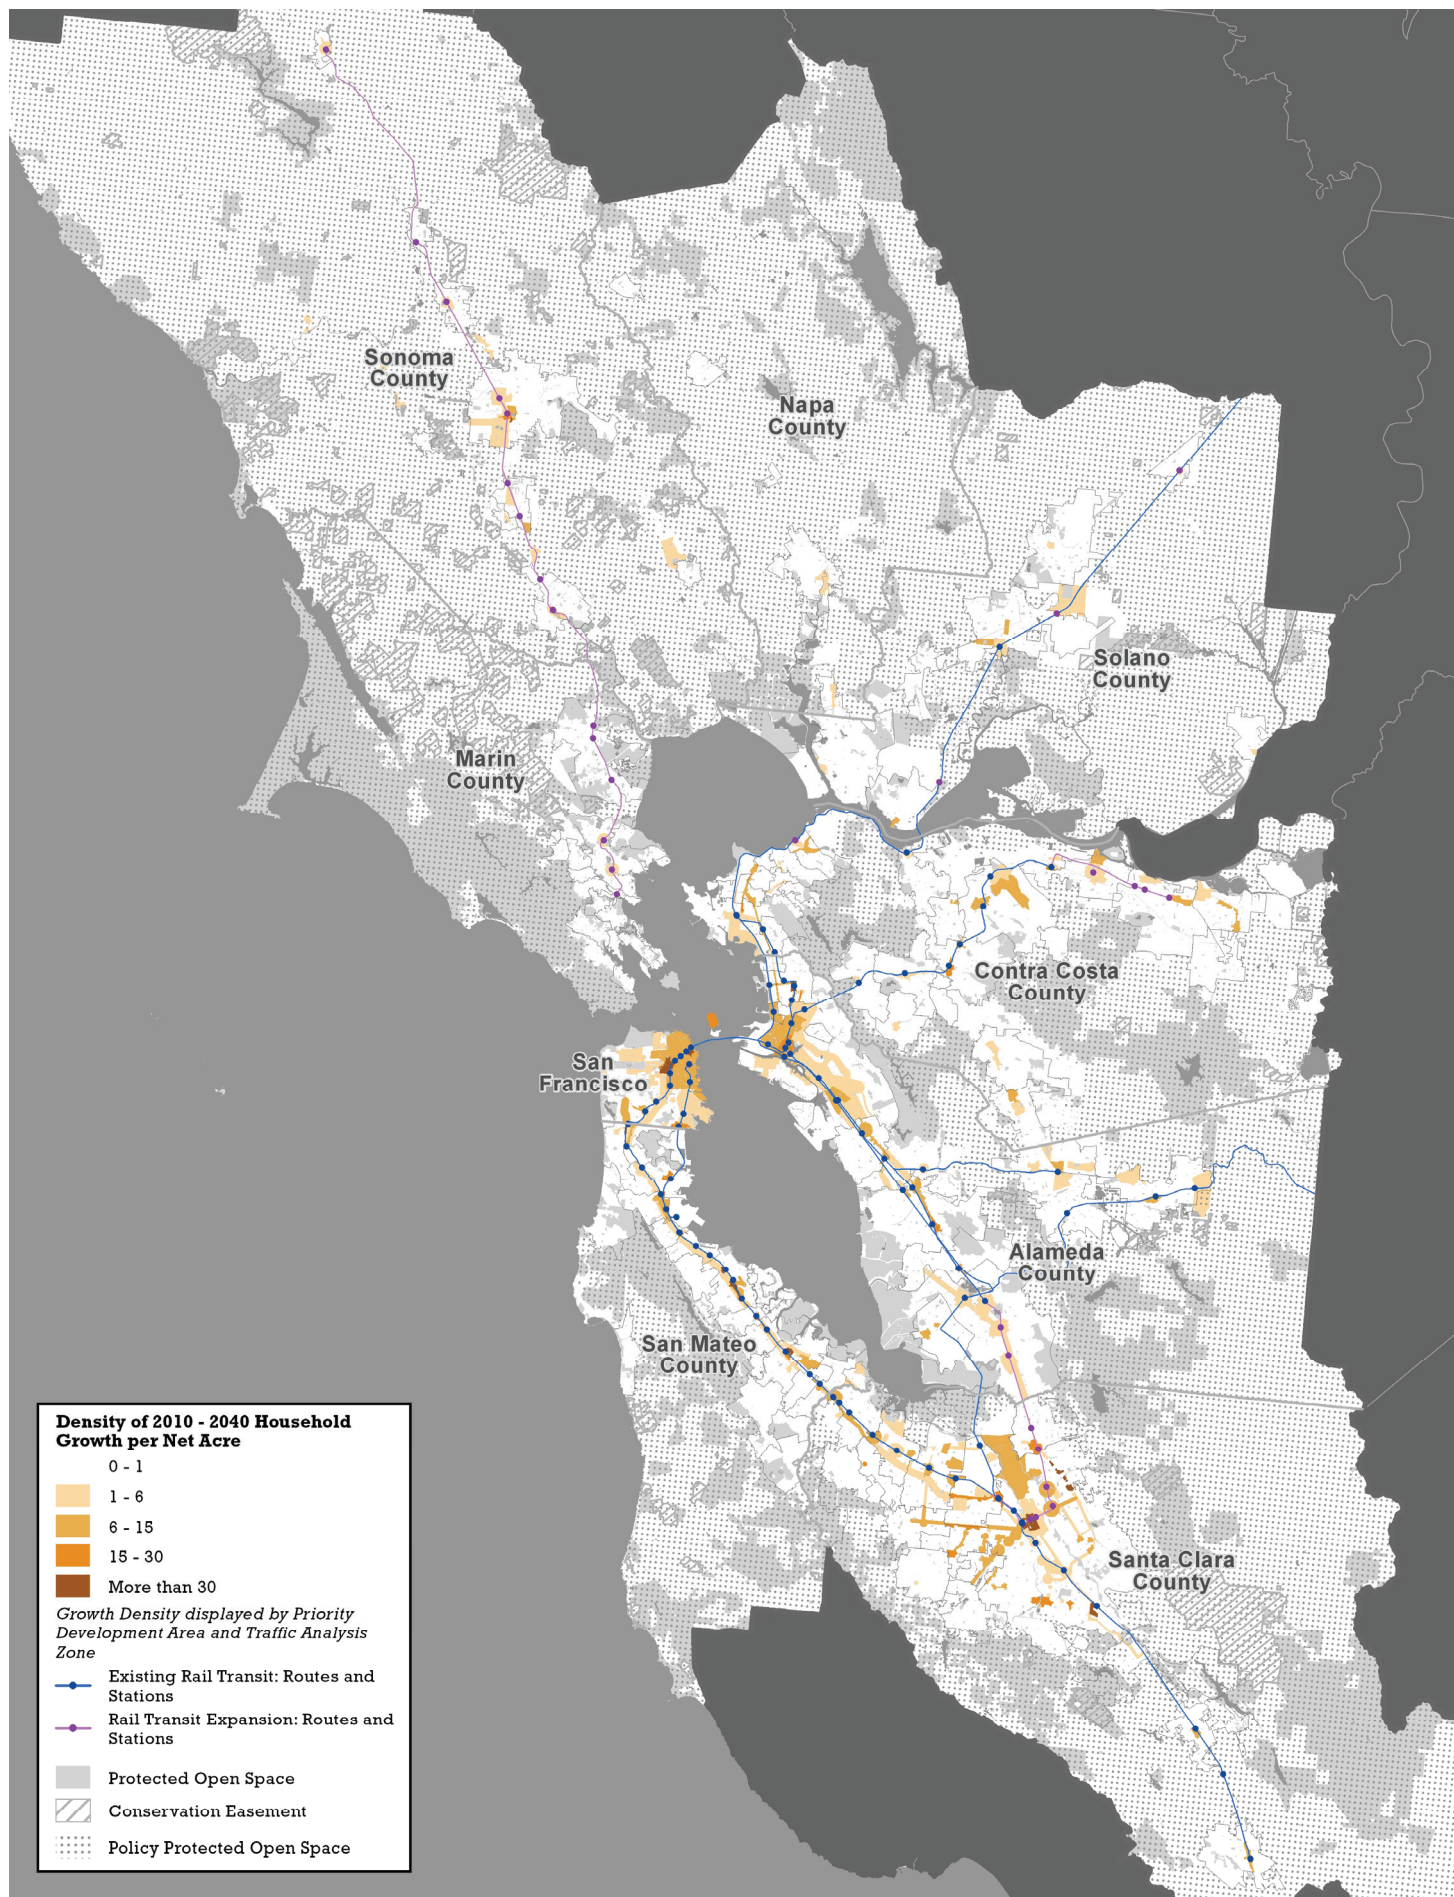 Sonoma
County
Napa
County
Solano
County
Marin
County
Contra Costa
County
San
Francisco
Alameda
County
San Mateo
County
Santa Clara
County
Density of 2010 - 2040 Household
Growth per Net Acre
0 - 1
1 - 6
6 - 15
15 - 30
More than 30
Growth Density displayed by Priority
Development Area and Traffic Analysis
Zone
Existing Rail Transit: Routes and
Stations
Rail Transit Expansion: Routes and
Stations
Protected Open Space
Conservation Easement
Policy Protected Open Space